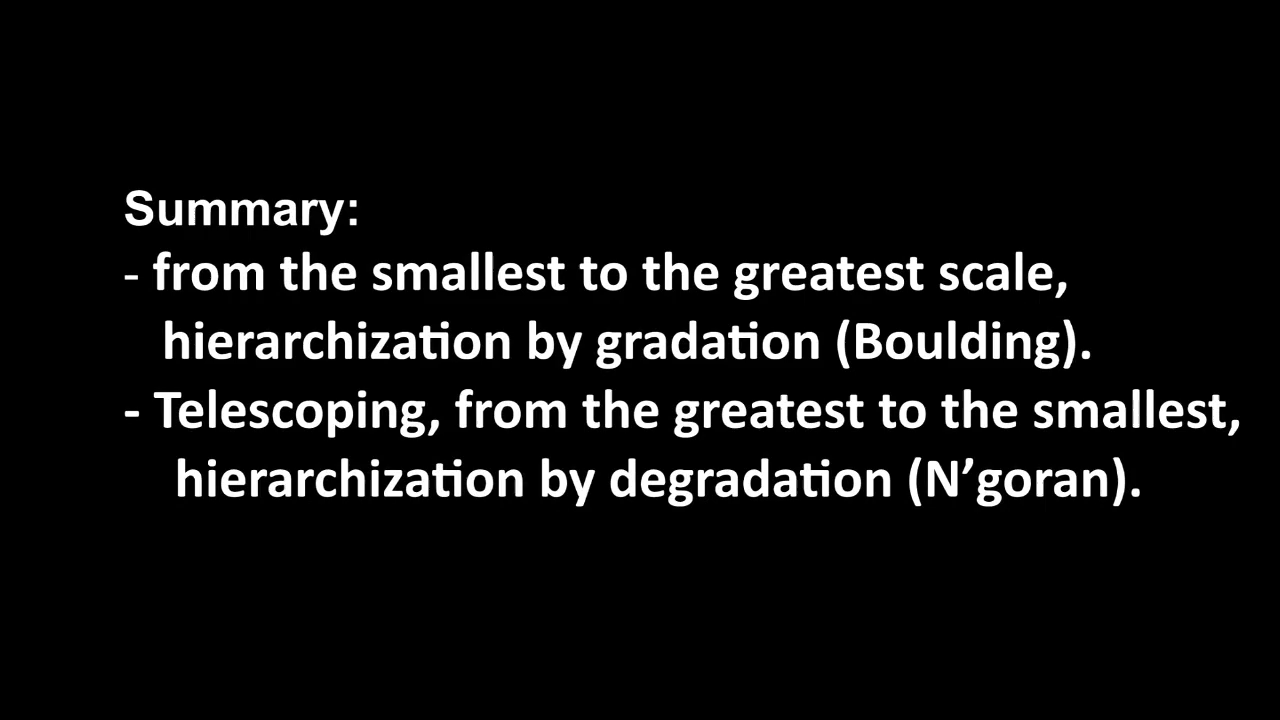 Summary:
- from the smallest to the greatest scale,
hierarchization by gradation (Boulding).
- Telescoping, from the greatest to the smallest,
hierarchization by degradation (N’goran).